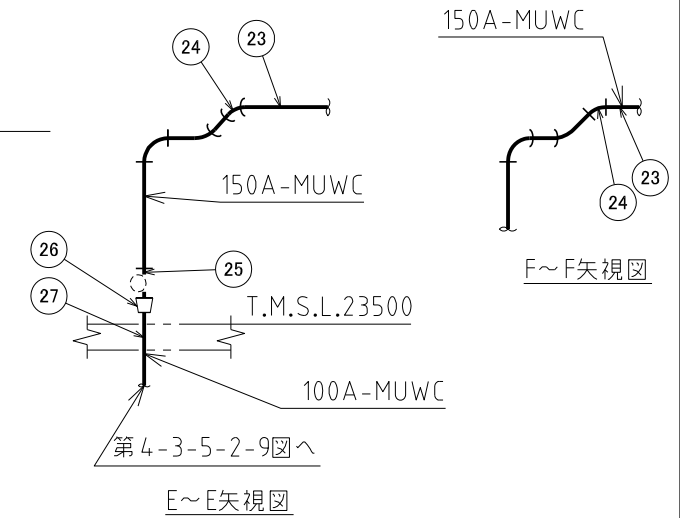 150A-MUWC
24
23
150A-MUWC
23
24
F～F矢視図
26
25
27
T.M.S.L.23500
100A-MUWC
第4-3-5-2-9図へ
E～E矢視図